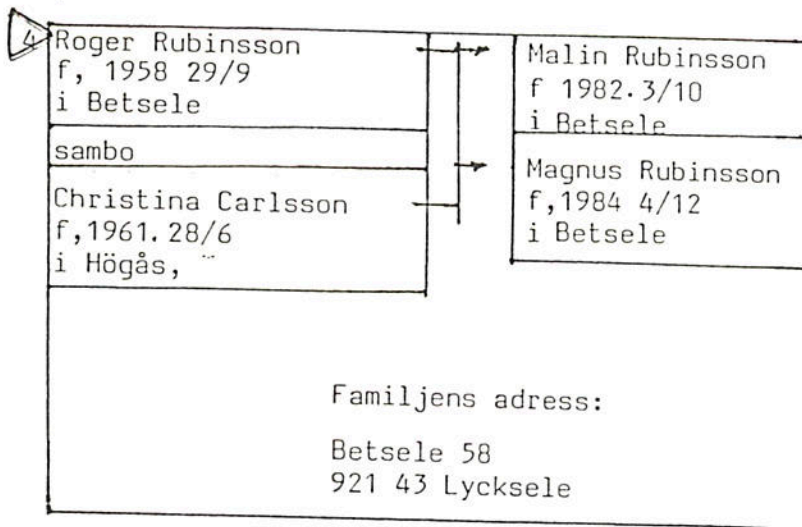 4
Roger Rubinsson
f, 1958 29/9
i Betsele
sambo
Christina Carlsson
f,1961.28/6
i Högås,
Malin Rubinsson
f 1982.3/10
i Betsele
Magnus Rubinsson
f,1984 4/12
i Betsele
Familjens adress:
Betsele 58
921 43 Lycksele